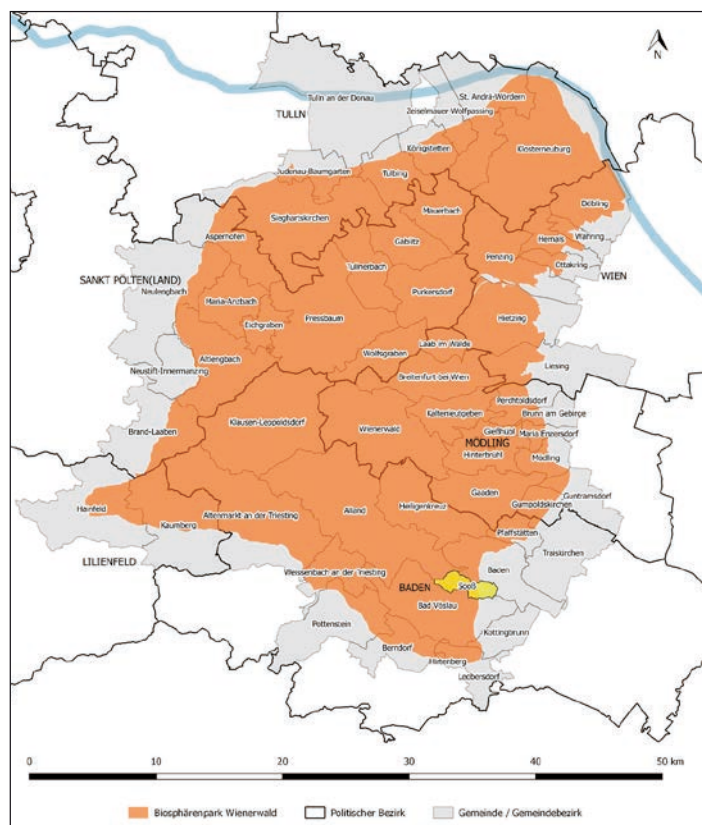 Tulln an der Donau
TULLN
St. Andrä-Wördern
Zeiselmauer-Wolfpassing
Königstetten
Klosterneuburg
Judenau-Baumgarten
Tulbing
Döbling
Sieghartskirchen
Mauerbach
Asperhofen
Gablitz
Hernals
Währing
Penzing
Ottakring
WIEN
Tullnerbach
SANKT PÖLTEN(LAND)
Neulengbach
Purkersdorf
Maria-Anzbach
Pressbaum
Hietzing
Eichgraben
Laab im Walde
Altlengbach
Wolfsgraben
Liesing
Neustift-Innermanzing
Breitenfurt bei Wien
Perchtoldsdorf
Brand-Laaben
Klausen-Leopoldsdorf
Kaltenleutgeben
Brunn am Gebirge
Wienerwald
Gießhübl
Maria Enzersdorf
MÖDLING
Hinterbrühl
Mödling
Gaaden
Guntramsdorf
Hainfeld
Altenmarkt an der Triesting
Alland
Heiligenkreuz
Gumpoldskirchen
Kaumberg
Pfaffstätten
Traiskirchen
LILIENFELD
Weissenbach an der Triesting
Baden
BADEN
Sooß
Bad Vöslau
Pottenstein
Kottingbrunn
Berndorf
Hirtenberg
Leobersdorf
0 10 20 30 40 50 km
Biosphärenpark Wienerwald Politischer Bezirk Gemeinde / Gemeindebezirk